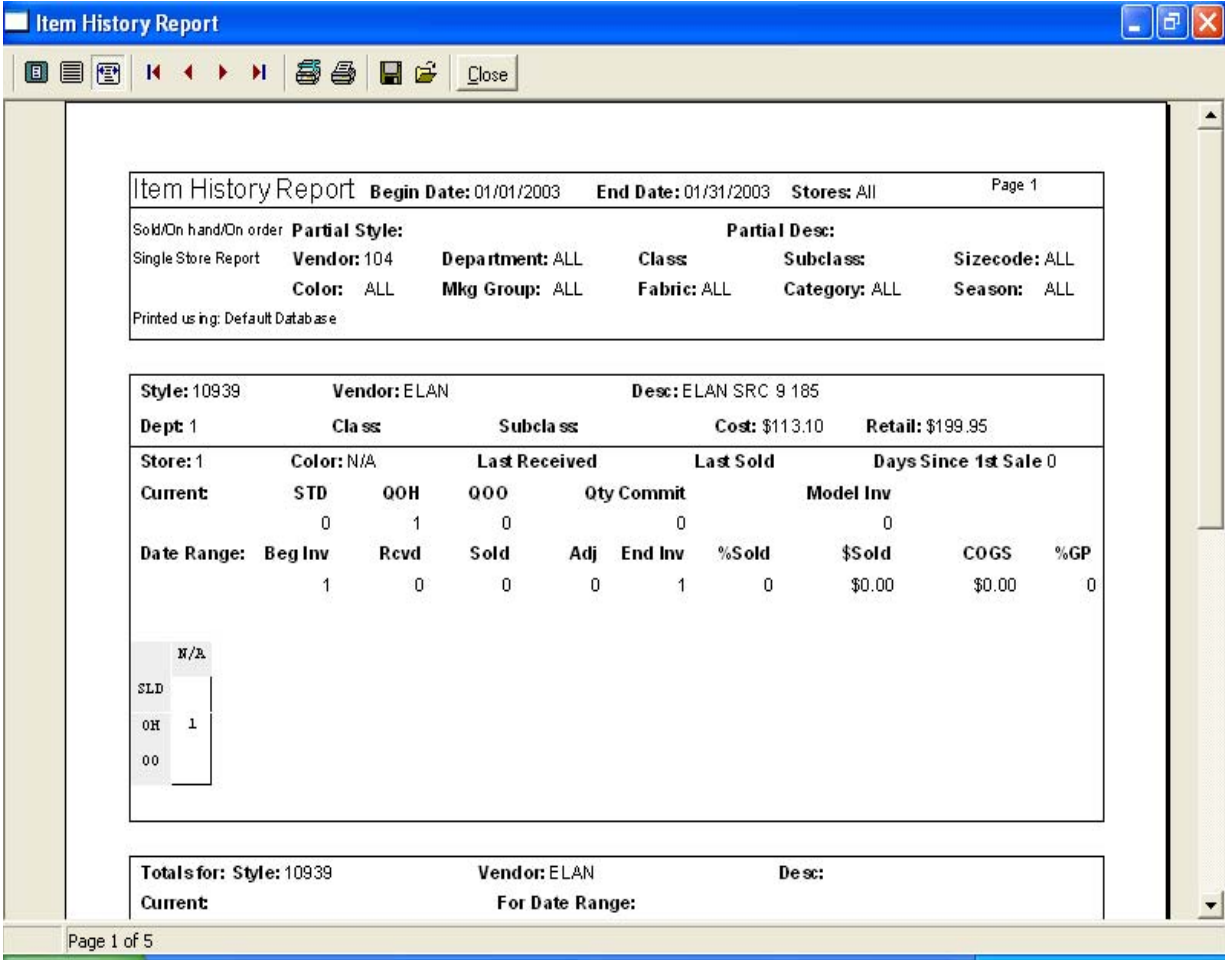 Item History Report
Close
Item History Report Begin Date: 01/01/2003 End Date: 01/31/2003 Stores: All Page 1
Sold/On hand/On order Partial Style: Partial Desc:
Single Store Report Vendor: 104 Department: ALL Class: Subclass: Sizecode: ALL
Color: ALL Mkg Group: ALL Fabric: ALL Category: ALL Season: ALL
Printed using: Default Database
Style: 10939 Vendor: ELAN Desc: ELAN SRC 9 185
Dept: 1 Class: Subclass: Cost: $113.10 Retail: $199.95
Store: 1 Color: N/A Last Received Last Sold Days Since 1st Sale 0
Current: STD QOH QOO Qty Commit Model Inv
0 1 0 0 0
Date Range: Beg Inv Rcvd Sold Adj End Inv %Sold $Sold COGS %GP
1 0 0 0 1 0 $0.00 $0.00 0
N/A
SLD
OH 1
OO
Totals for: Style: 10939 Vendor: ELAN Desc:
Current: For Date Range:
Page 1 of 5